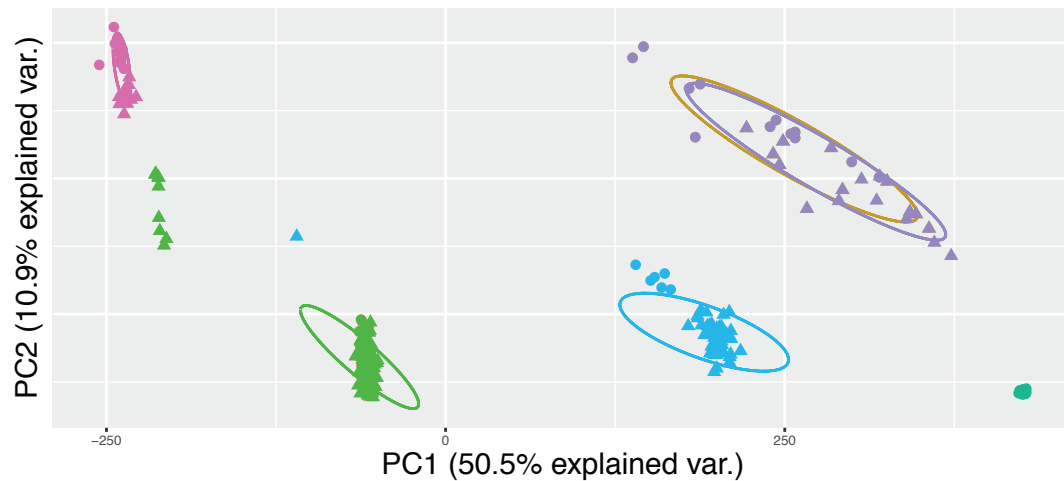 PC2 (10.9% explained var.)
−250
0
250
PC1 (50.5% explained var.)